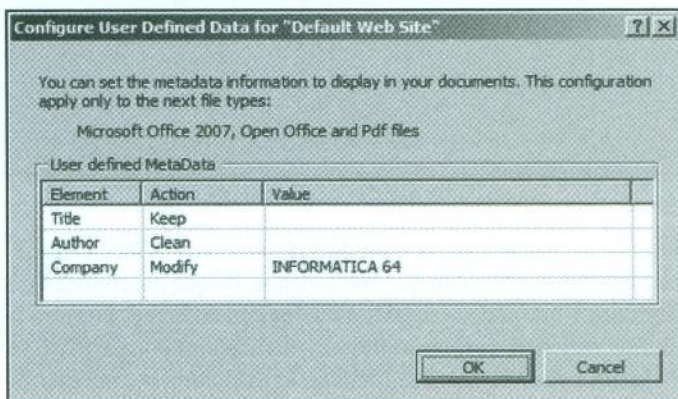 Configure User Defined Data for "Default Web Site"
You can set the metadata information to display in your documents. This configuration
apply only to the next file types:
Microsoft Office 2007, Open Office and Pdf files
User defined MetaData
Element Action Value
Title Keep
Author Clean
Company Modify INFORMATICA 64
OK Cancel